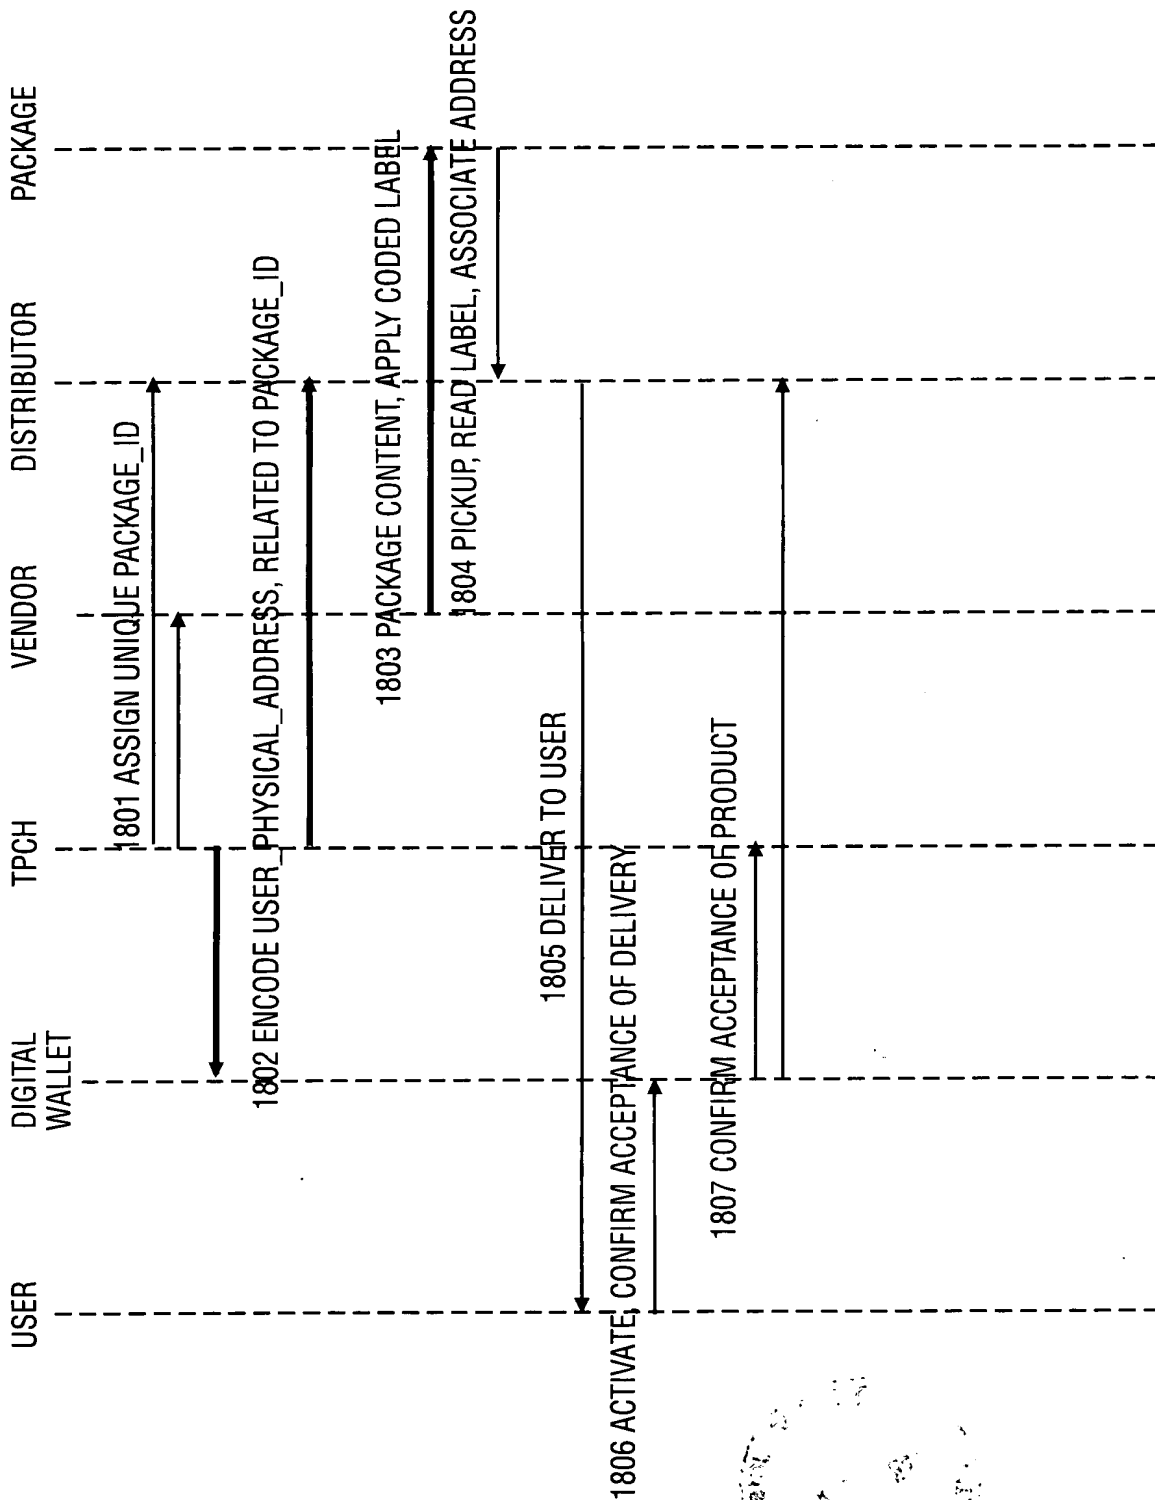 USER
DIGITAL
WALLET
TPCH
VENDOR
DISTRIBUTOR
PACKAGE
1801 ASSIGN UNIQUE PACKAGE_ID
1802 ENCODE USER_PHYSICAL_ADDRESS, RELATED TO PACKAGE_ID
1803 PACKAGE CONTENT, APPLY CODED LABEL
1804 PICKUP, READ LABEL, ASSOCIATE ADDRESS
1805 DELIVER TO USER
1806 ACTIVATE, CONFIRM ACCEPTANCE OF DELIVERY
1807 CONFIRM ACCEPTANCE OF PRODUCT